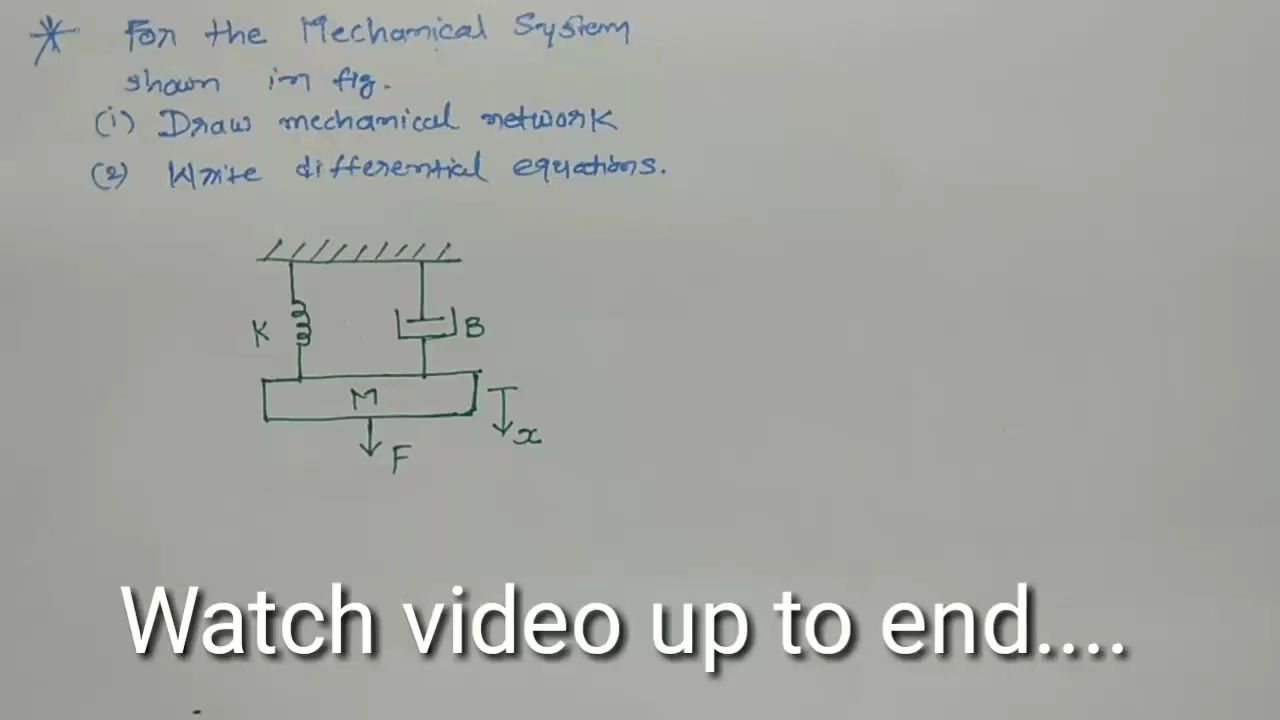 * For the Mechanical System
shown in fig.
(1) Draw mechanical network
(2) Write differential equations.
K
B
M
x
F
Watch video up to end....